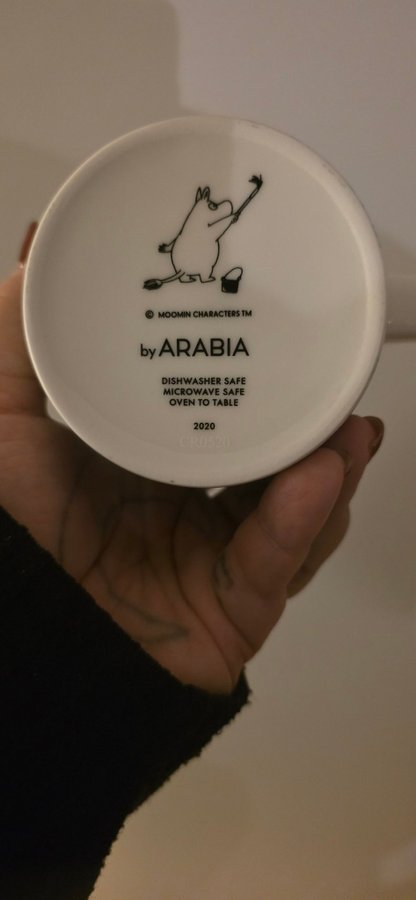 © MOOMIN CHARACTERS TM
by ARABIA
DISHWASHER SAFE
MICROWAVE SAFE
OVEN TO TABLE
2020